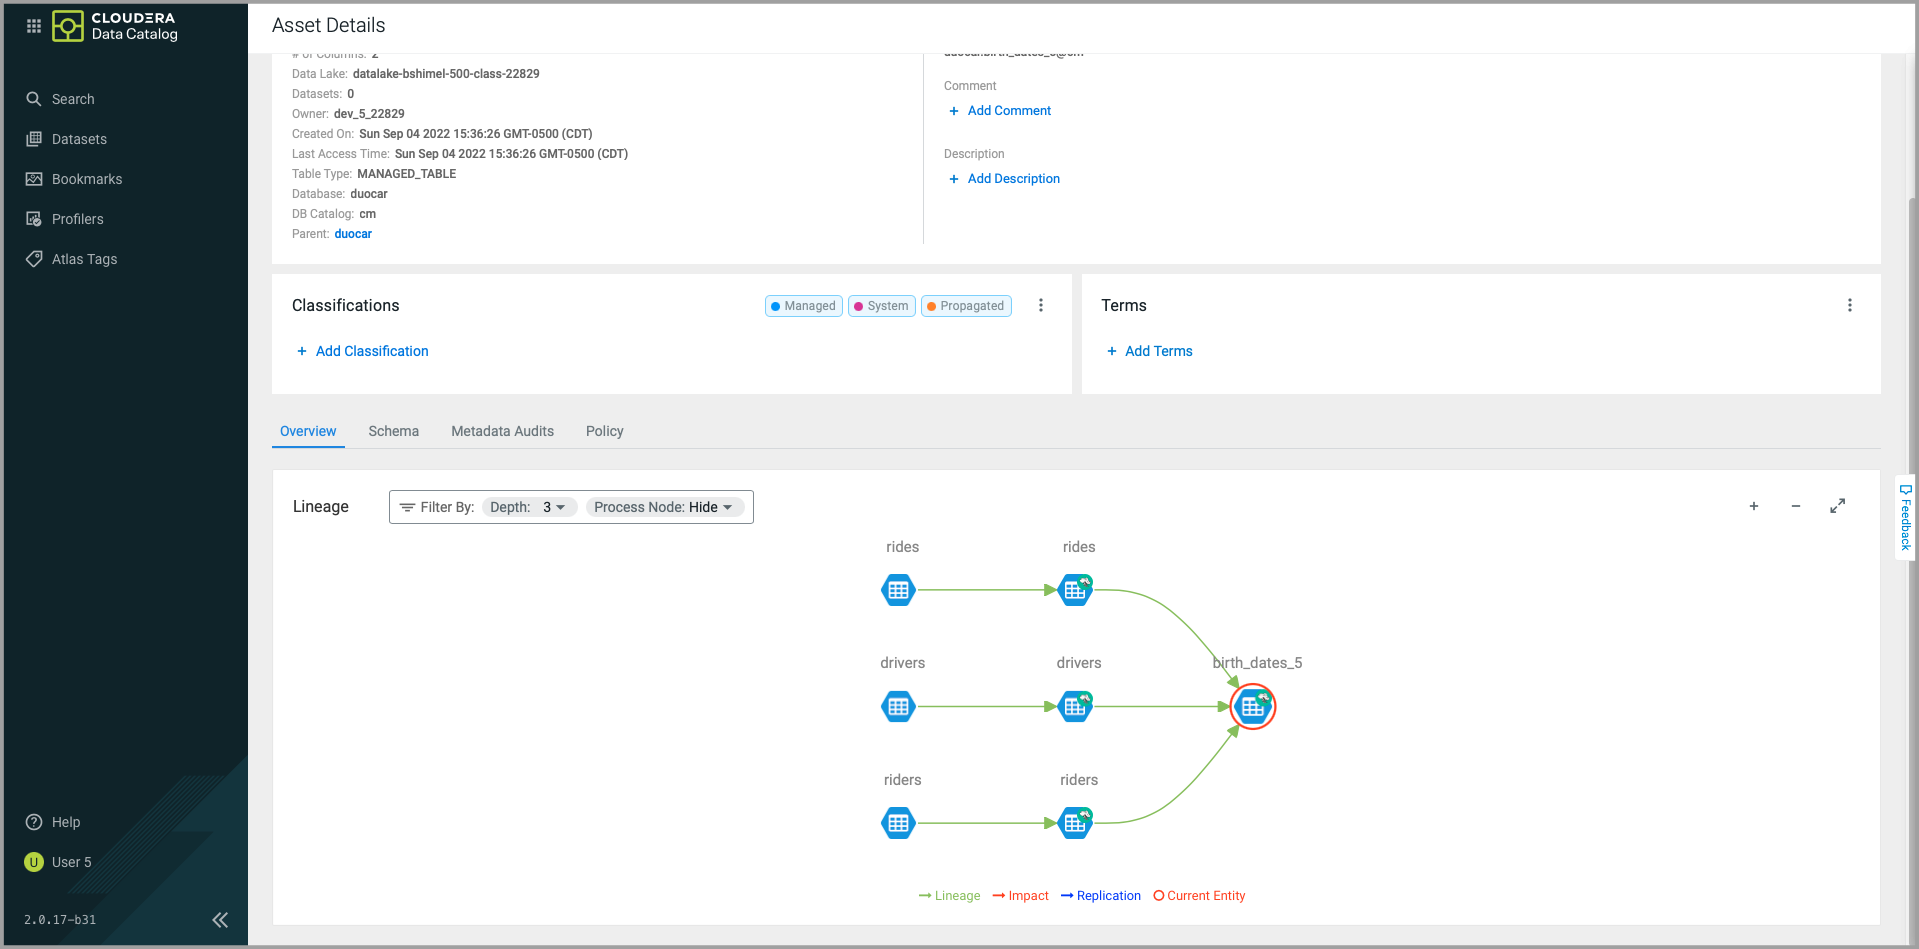 CLOUDERA
Data Catalog
Search
Datasets
Bookmarks
Profilers
Atlas Tags
Help
U
User 5
2.0.17-b31
Asset Details
# of Columns: 2
Data Lake: datalake-bshimel-500-class-22829
Datasets: 0
Owner: dev_5_22829
Created On: Sun Sep 04 2022 15:36:26 GMT-0500 (CDT)
Last Access Time: Sun Sep 04 2022 15:36:26 GMT-0500 (CDT)
Table Type: MANAGED_TABLE
Database: duocar
DB Catalog: cm
Parent: duocar
duocar.birth_dates_5@cm
Comment
+ Add Comment
Description
+ Add Description
Classifications
Managed
System
Propagated
+ Add Classification
Terms
+ Add Terms
Overview
Schema
Metadata Audits
Policy
Lineage
Filter By: Depth: 3 Process Node: Hide
rides
rides
drivers
drivers
birth_dates_5
riders
riders
Lineage
Impact
Replication
Current Entity
Feedback